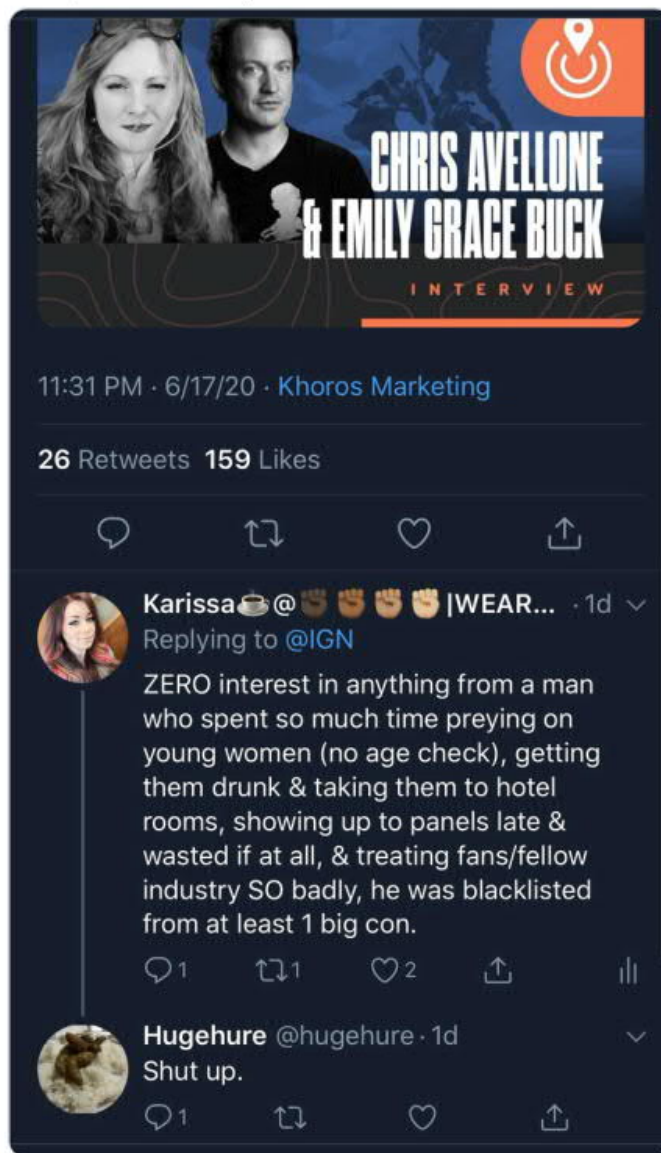 CHRIS AVELLONE
& EMILY GRACE BUCK
INTERVIEW
11:31 PM · 6/17/20 · Khoros Marketing
26 Retweets 159 Likes
Karissa☕@✊🏿✊🏾✊🏽✊🏼|WEAR... · 1d
Replying to @IGN
ZERO interest in anything from a man
who spent so much time preying on
young women (no age check), getting
them drunk & taking them to hotel
rooms, showing up to panels late &
wasted if at all, & treating fans/fellow
industry SO badly, he was blacklisted
from at least 1 big con.
1 1 2
Hugehure @hugehure · 1d
Shut up.
1